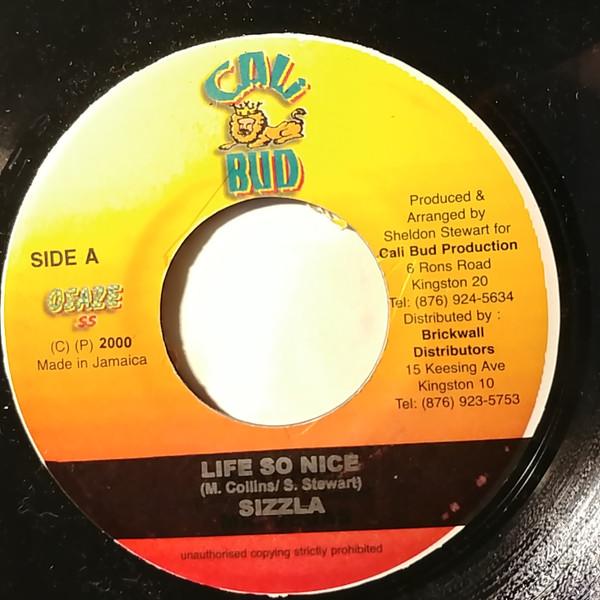 CALI
BUD
SIDE A
OSAZE
SS
(C) (P) 2000
Made in Jamaica
Produced &
Arranged by
Sheldon Stewart for
Cali Bud Production
6 Rons Road
Kingston 20
Tel: (876) 924-5634
Distributed by :
Brickwall
Distributors
15 Keesing Ave
Kingston 10
Tel: (876) 923-5753
LIFE SO NICE
(M. Collins/ S. Stewart)
SIZZLA
unauthorised copying strictly prohibited